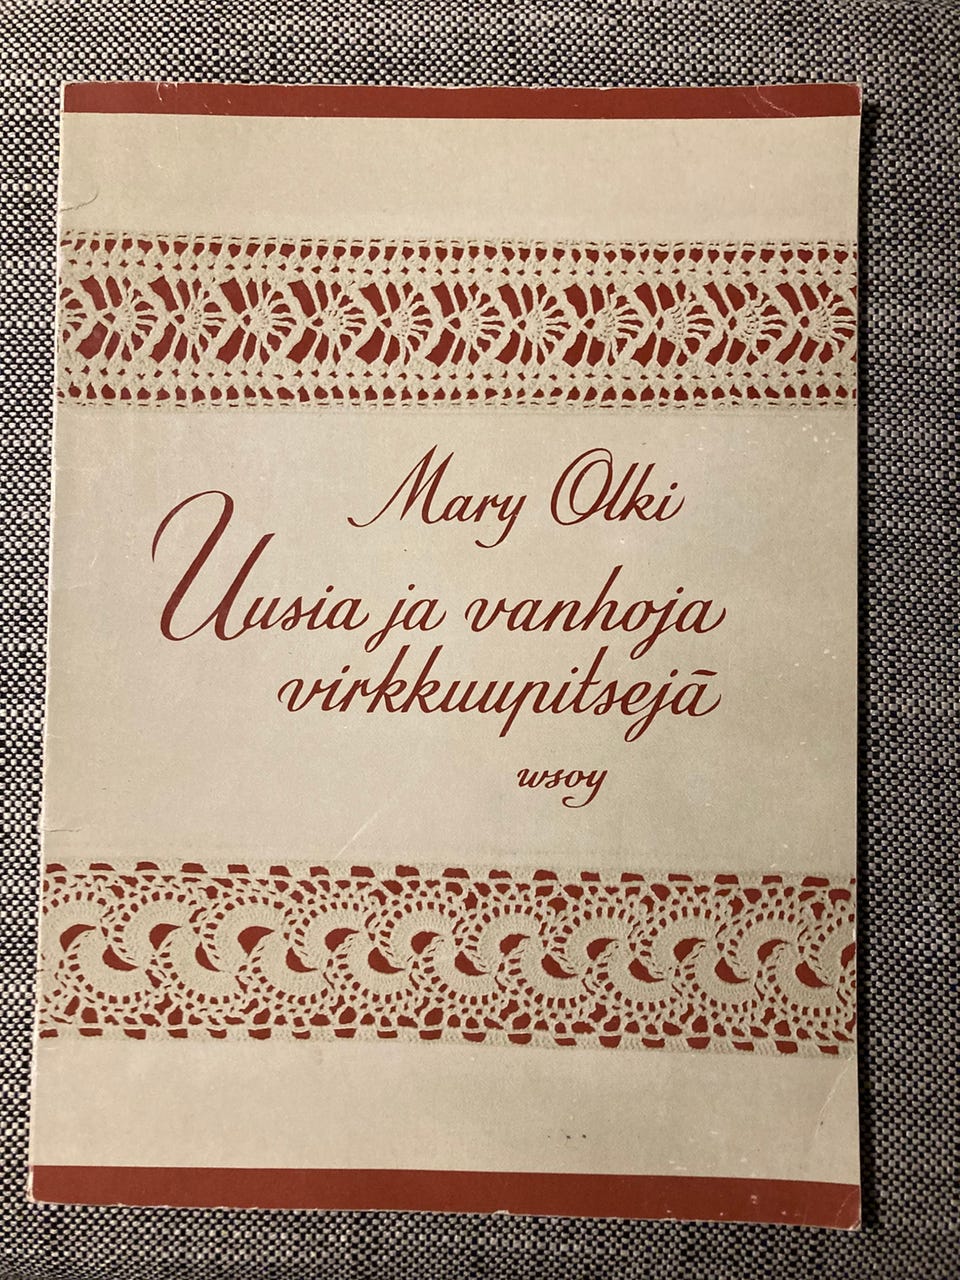 Mary Olki
Uusia ja vanhoja
virkkuupitsejä
wsoy